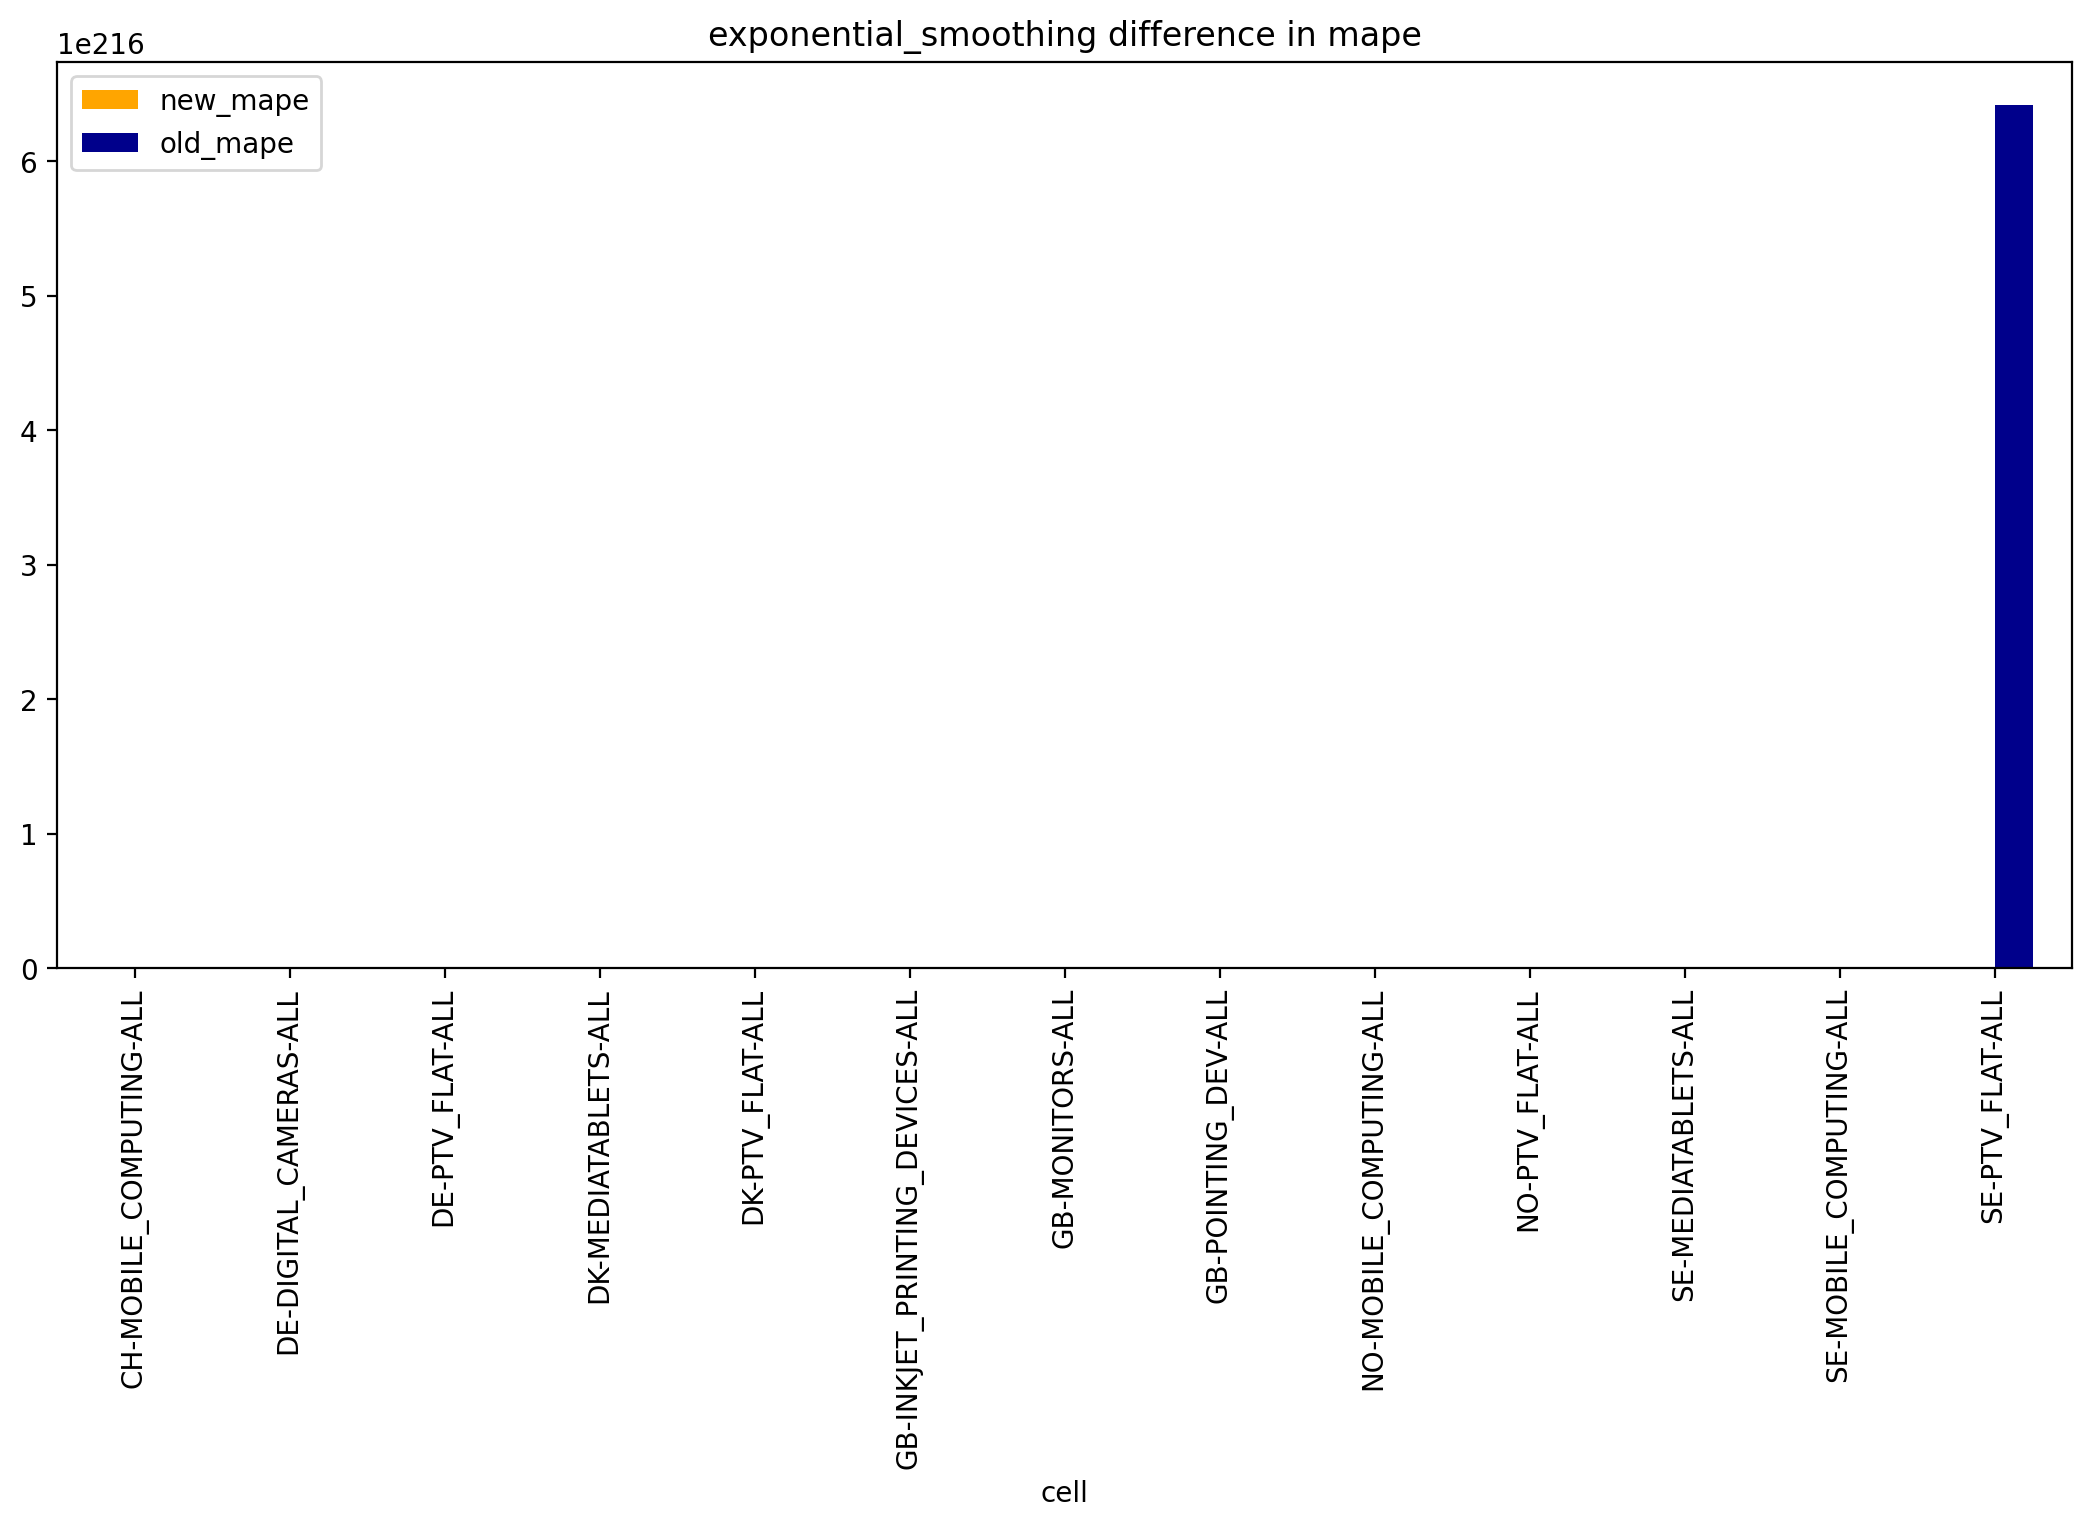 exponential_smoothing difference in mape
1e216
new_mape
old_mape
6
5
4
3
2
1
0
CH-MOBILE_COMPUTING-ALL
DE-DIGITAL_CAMERAS-ALL
DE-PTV_FLAT-ALL
DK-MEDIATABLETS-ALL
DK-PTV_FLAT-ALL
GB-INKJET_PRINTING_DEVICES-ALL
GB-MONITORS-ALL
GB-POINTING_DEV-ALL
NO-MOBILE_COMPUTING-ALL
NO-PTV_FLAT-ALL
SE-MEDIATABLETS-ALL
SE-MOBILE_COMPUTING-ALL
SE-PTV_FLAT-ALL
cell